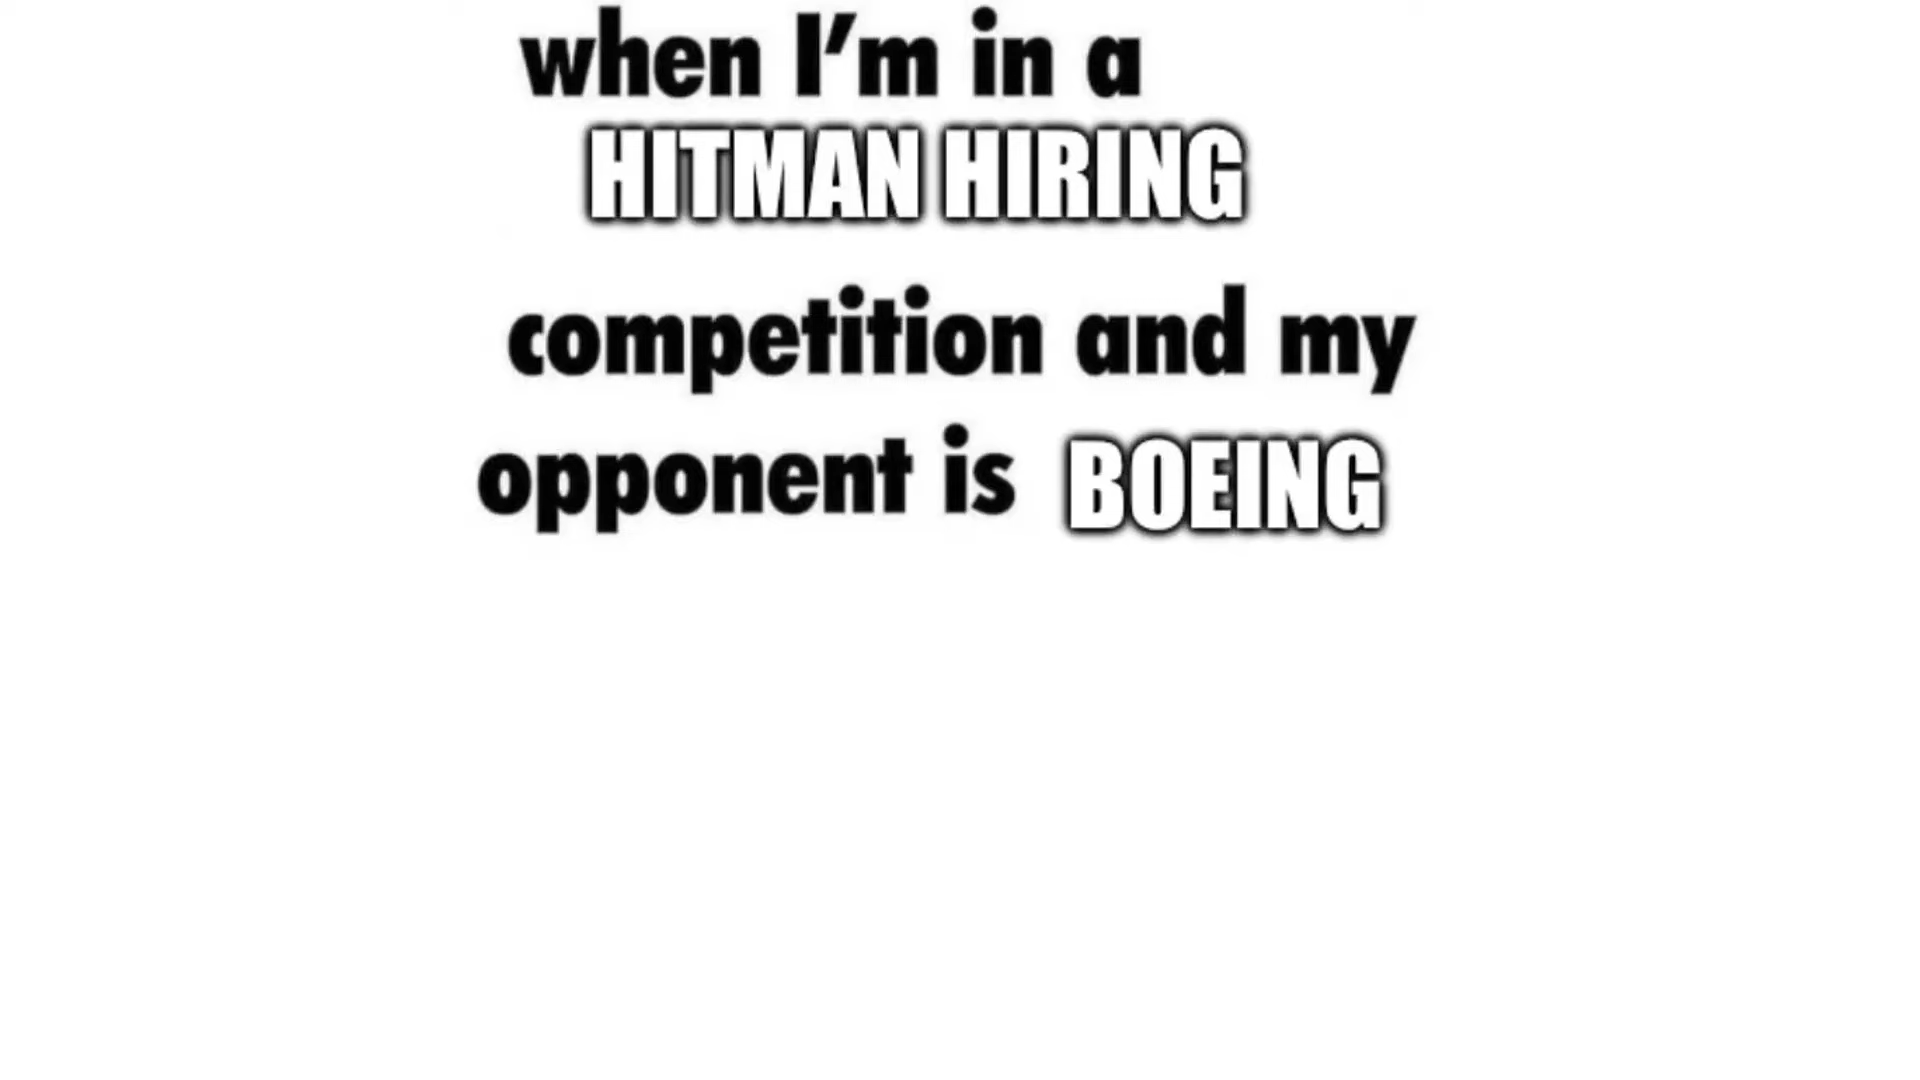 when I'm in a
HITMAN HIRING
competition and my
opponent is BOEING